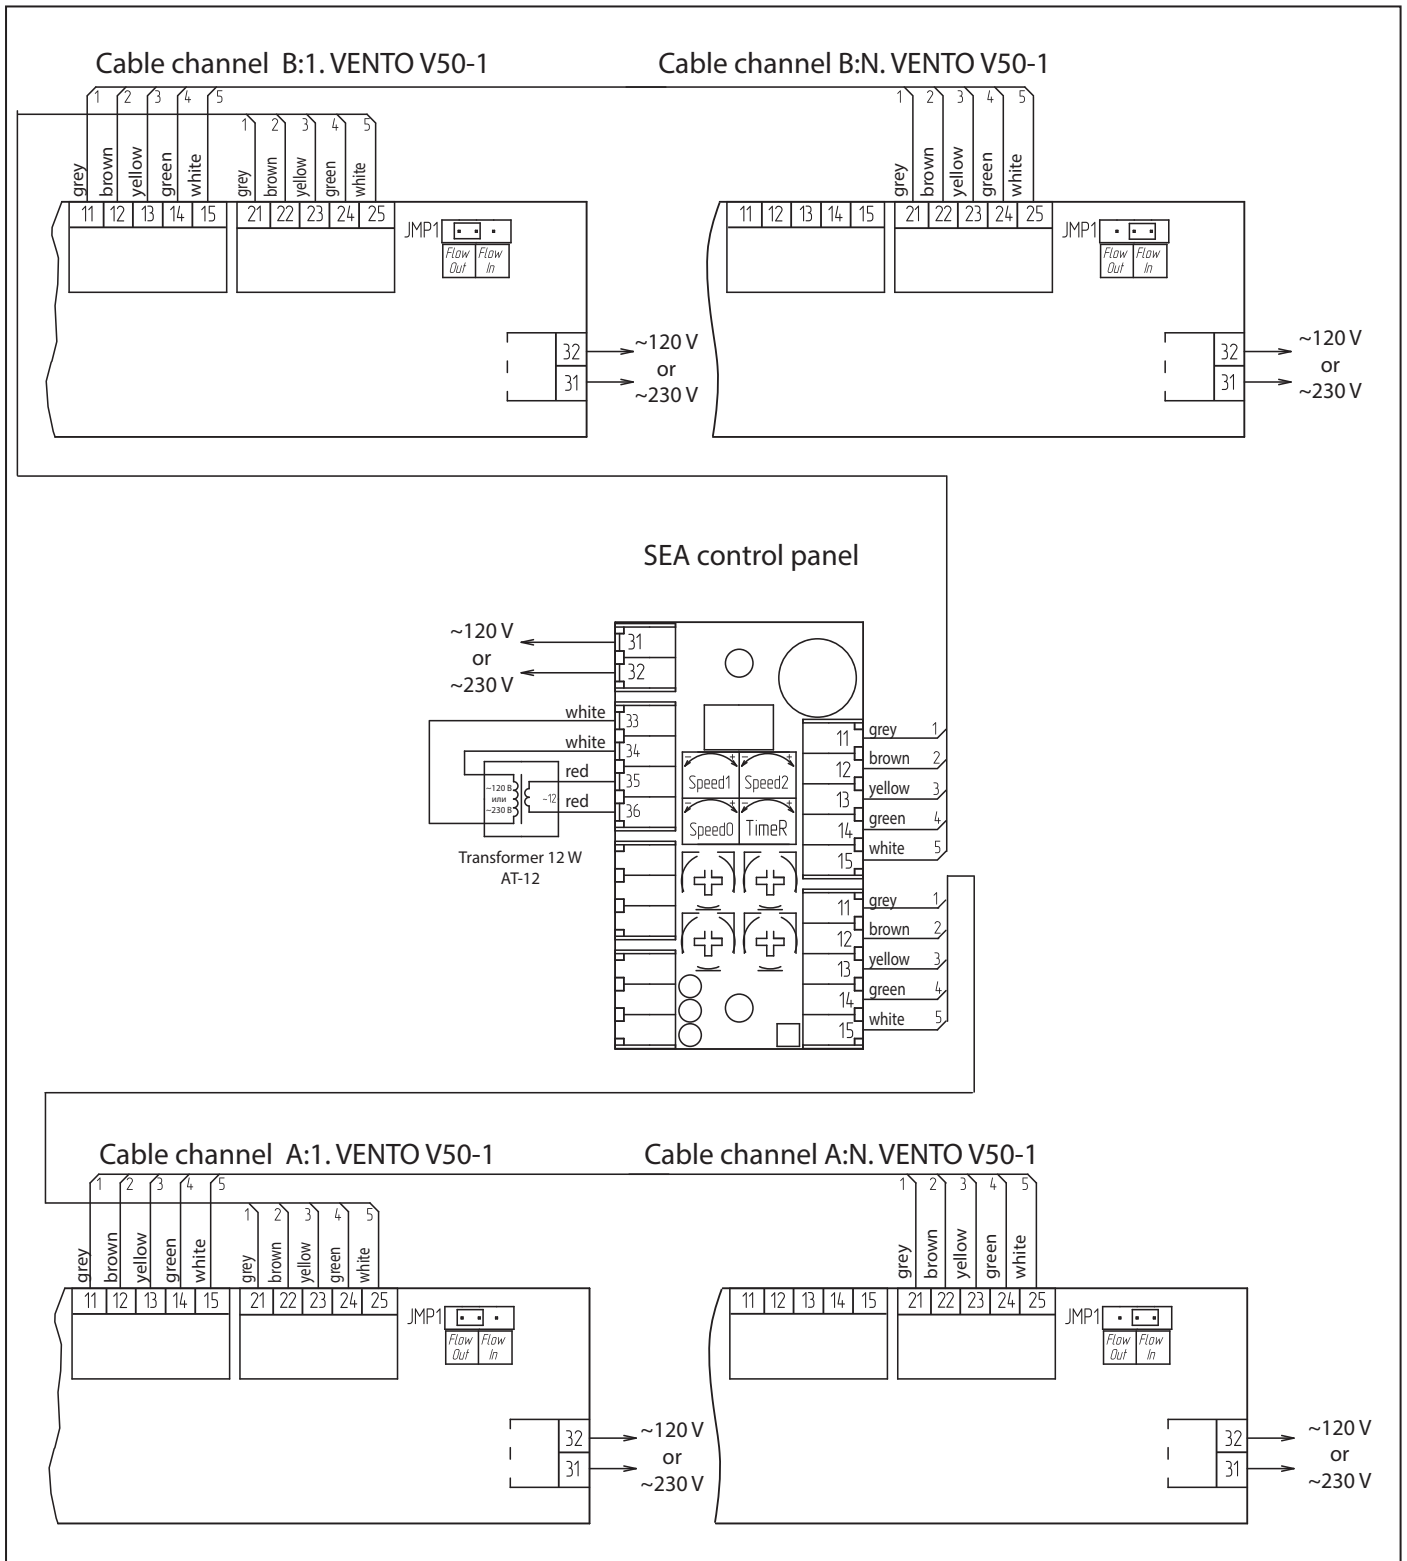 Cable channel B:1. VENTO V50-1
Cable channel B:N. VENTO V50-1
1 2 3 4 5
1 2 3 4 5
1 2 3 4 5
grey brown yellow green white
grey brown yellow green white
grey brown yellow green white
11 12 13 14 15
21 22 23 24 25
JMP1
Flow Out
Flow In
11 12 13 14 15
21 22 23 24 25
JMP1
Flow Out
Flow In
32
31
~120 V
or
~230 V
32
31
~120 V
or
~230 V
SEA control panel
~120 V
or
~230 V
31
32
white 33
white 34
red 35
red 36
~120 В
или
~230 В
~12
Transformer 12 W
AT-12
- + - +
Speed1 Speed2
- + - +
Speed0 TimeR
11 grey 1
12 brown 2
13 yellow 3
14 green 4
15 white 5
11 grey 1
12 brown 2
13 yellow 3
14 green 4
15 white 5
Cable channel A:1. VENTO V50-1
Cable channel A:N. VENTO V50-1
1 2 3 4 5
1 2 3 4 5
1 2 3 4 5
grey brown yellow green white
grey brown yellow green white
grey brown yellow green white
11 12 13 14 15
21 22 23 24 25
JMP1
Flow Out
Flow In
11 12 13 14 15
21 22 23 24 25
JMP1
Flow Out
Flow In
32
31
~120 V
or
~230 V
32
31
~120 V
or
~230 V